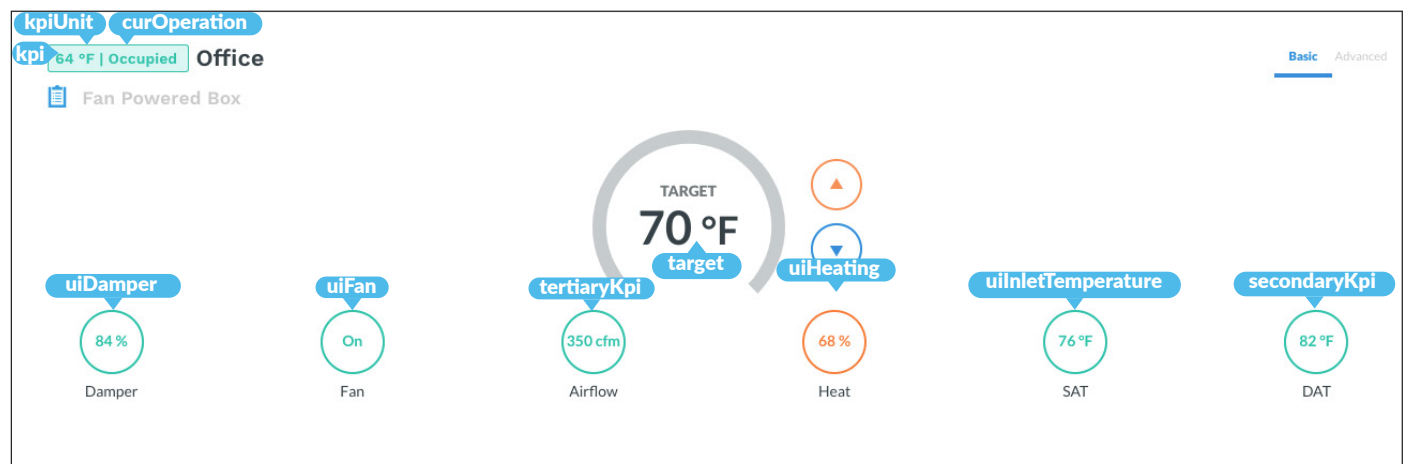 kpiUnit curOperation
kpi 64 °F | Occupied Office
Basic Advanced
Fan Powered Box
TARGET
70 °F
target
uiDamper uiFan tertiaryKpi uiHeating uiInletTemperature secondaryKpi
84 % On 350 cfm 68 % 76 °F 82 °F
Damper Fan Airflow Heat SAT DAT